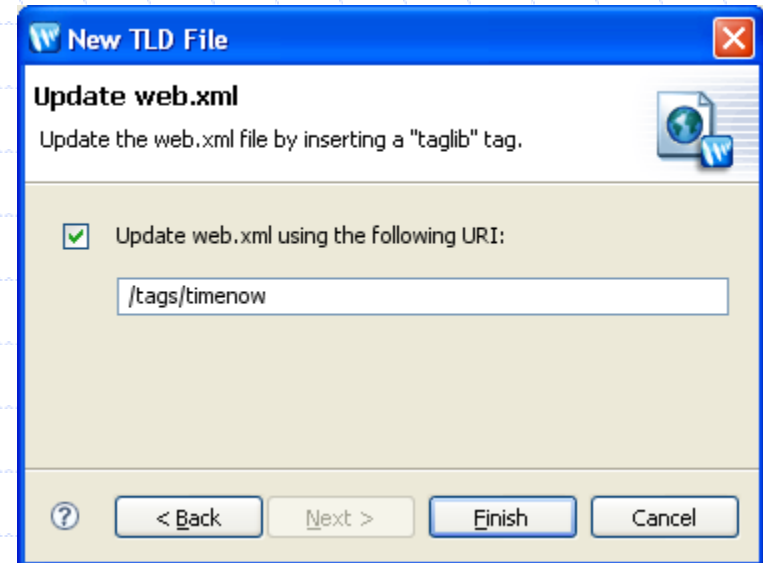 New TLD File
Update web.xml
Update the web.xml file by inserting a "taglib" tag.
Update web.xml using the following URI:
/tags/timenow
< Back Next > Finish Cancel